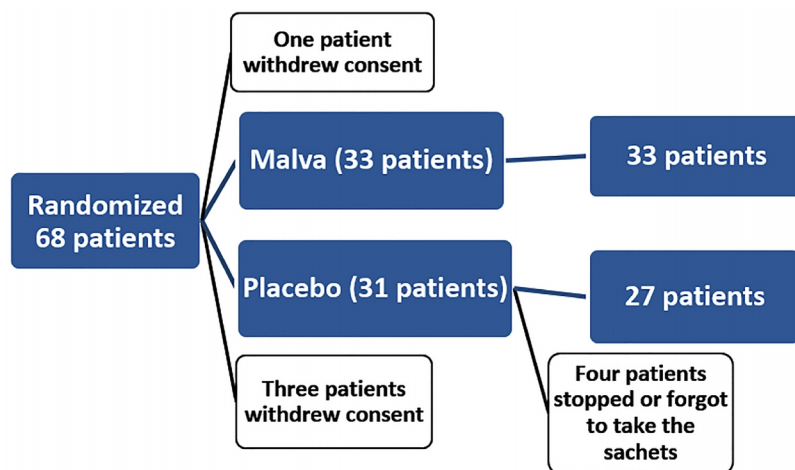 One patient
withdrew consent
Malva (33 patients)
33 patients
Randomized
68 patients
Placebo (31 patients)
27 patients
Three patients
withdrew consent
Four patients
stopped or forgot
to take the
sachets